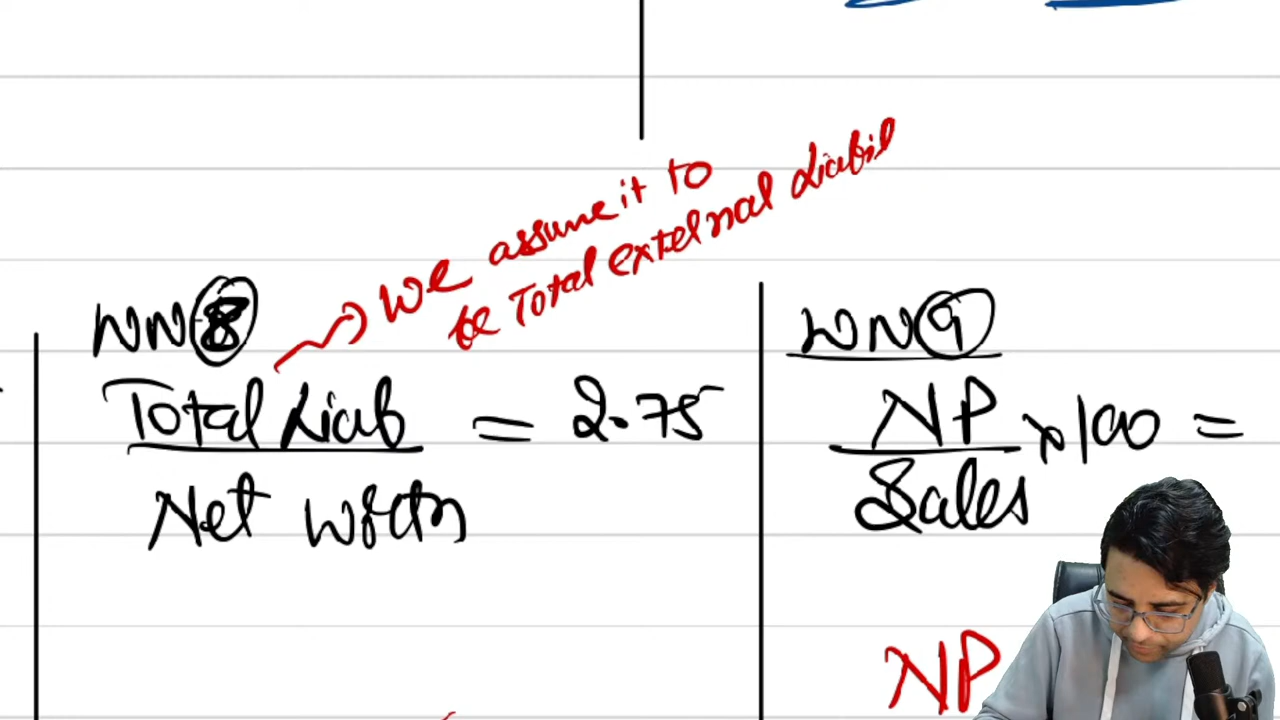 We assume it to
be Total external Liabil
WN 8
Total Liab = 2.75
Net Worth
WN 9
NP × 100 =
Sales
NP